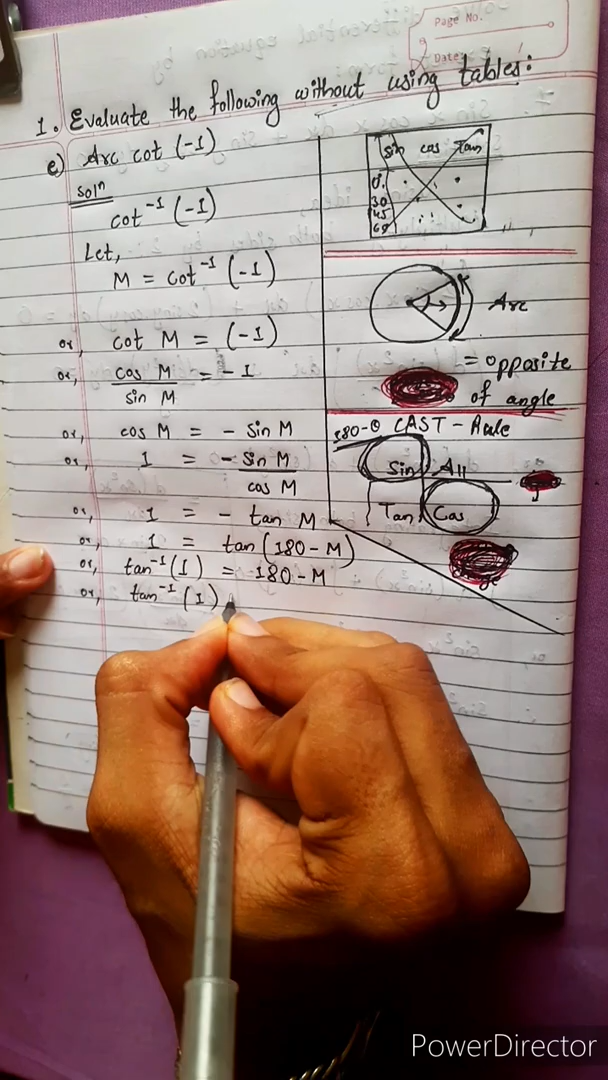 Page No.
Date:
1. Evaluate the following without using tables:
e) Arc cot (-1)
Solⁿ
cot⁻¹ (-1)
Let,
M = cot⁻¹ (-1)
or, cot M = (-1)
or, cos M / sin M = -1
or, cos M = - sin M
or, 1 = - sin M / cos M
or, 1 = - tan M
or, 1 = tan (180 - M)
or, tan⁻¹ (1) = 180 - M
or, tan⁻¹ (1)
sin cos Tan
0.
30
45
60
Arc
= opposite
of angle
180-θ CAST - Rule
Sin All
Tan Cos
PowerDirector